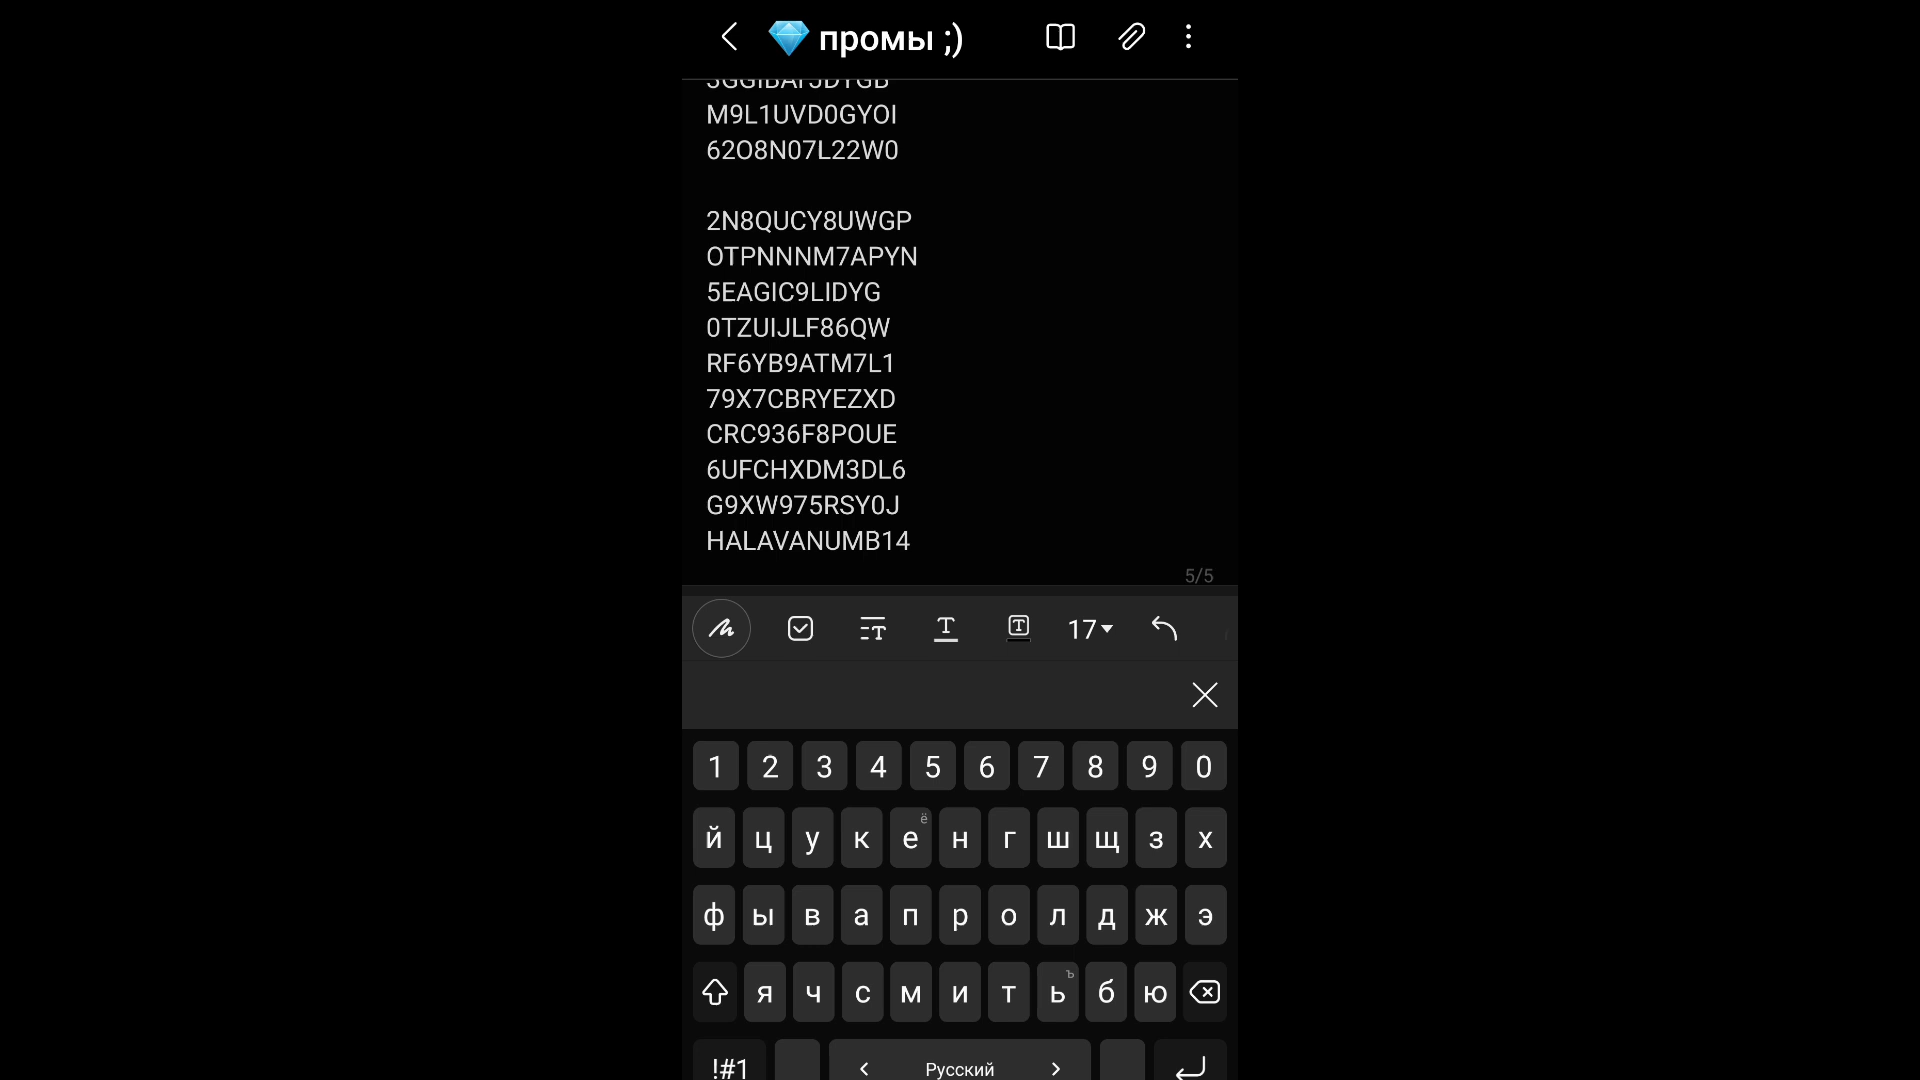 промы ;)
M9L1UVD0GYOI
62O8N07L22W0
2N8QUCY8UWGP
OTPNNNM7APYN
5EAGIC9LIDYG
0TZUIJLF86QW
RF6YB9ATM7L1
79X7CBRYEZXD
CRC936F8POUE
6UFCHXDM3DL6
G9XW975RSY0J
HALAVANUMB14
5/5
17
1 2 3 4 5 6 7 8 9 0
й ц у к е ё н г ш щ з х
ф ы в а п р о л д ж э
я ч с м и т ь ъ б ю
!#1 < Русский >